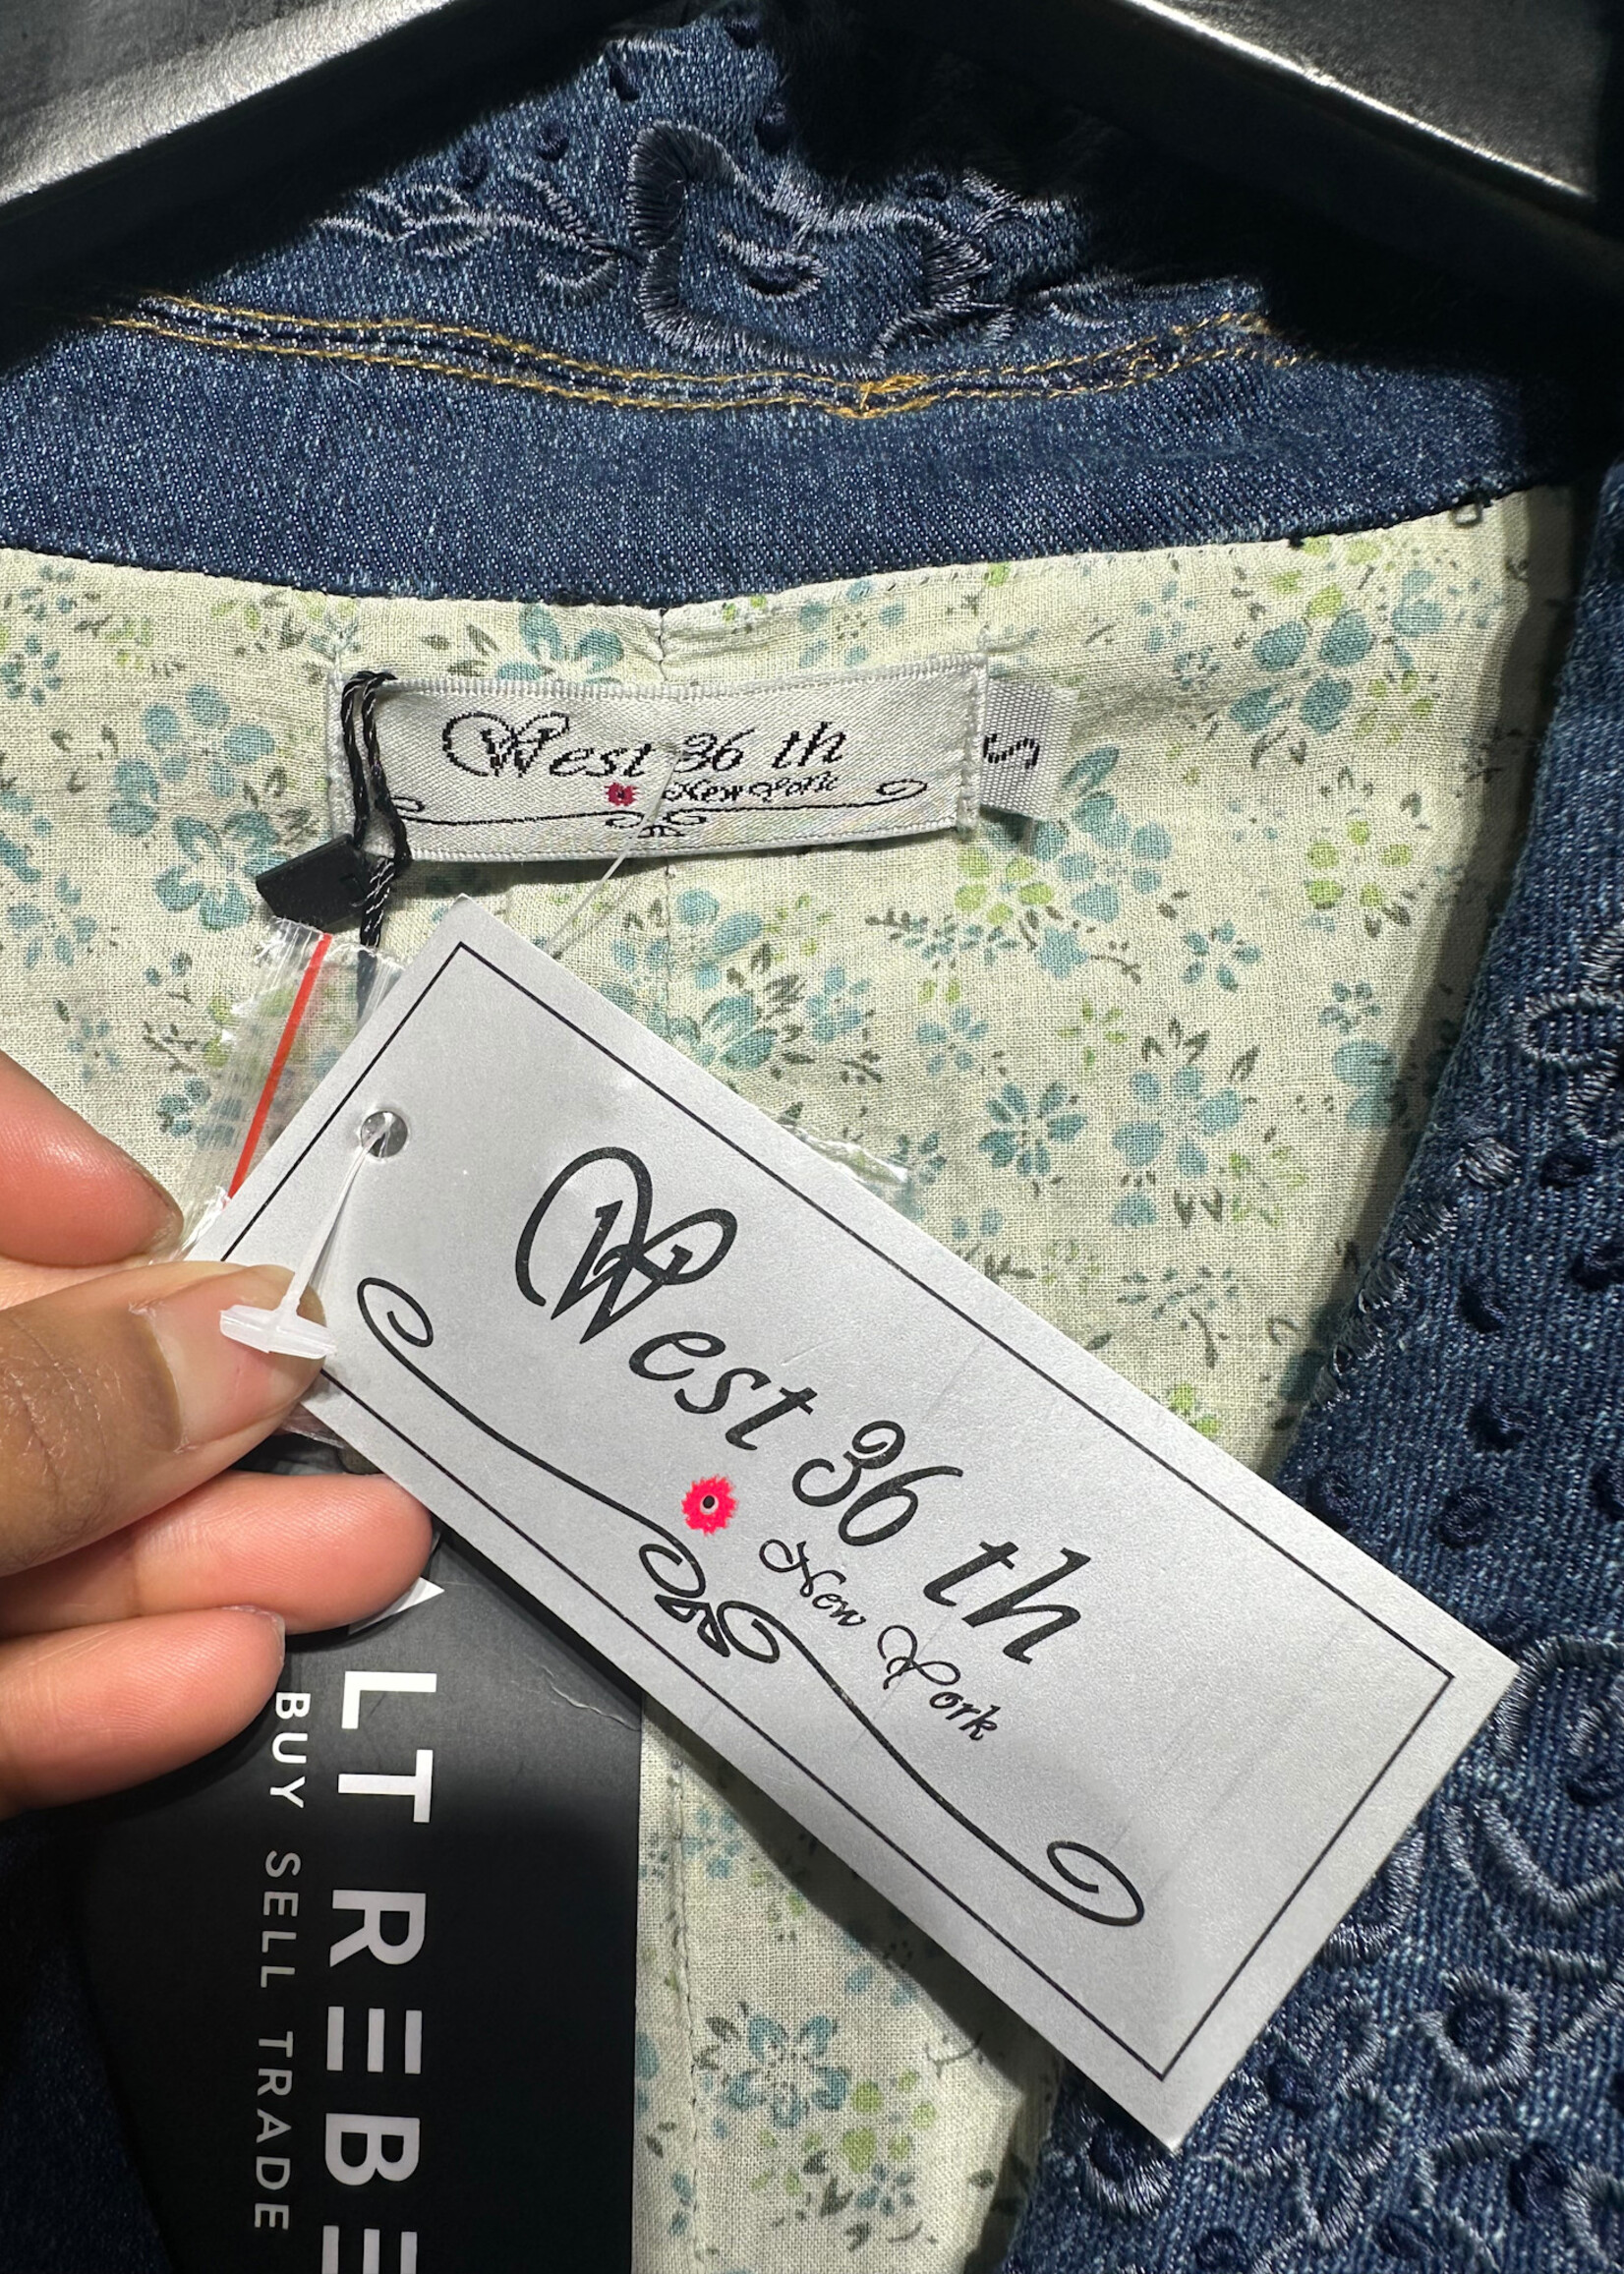 West 36 th
New York
S
West 36 th
New York
LT REBE
BUY SELL TRADE